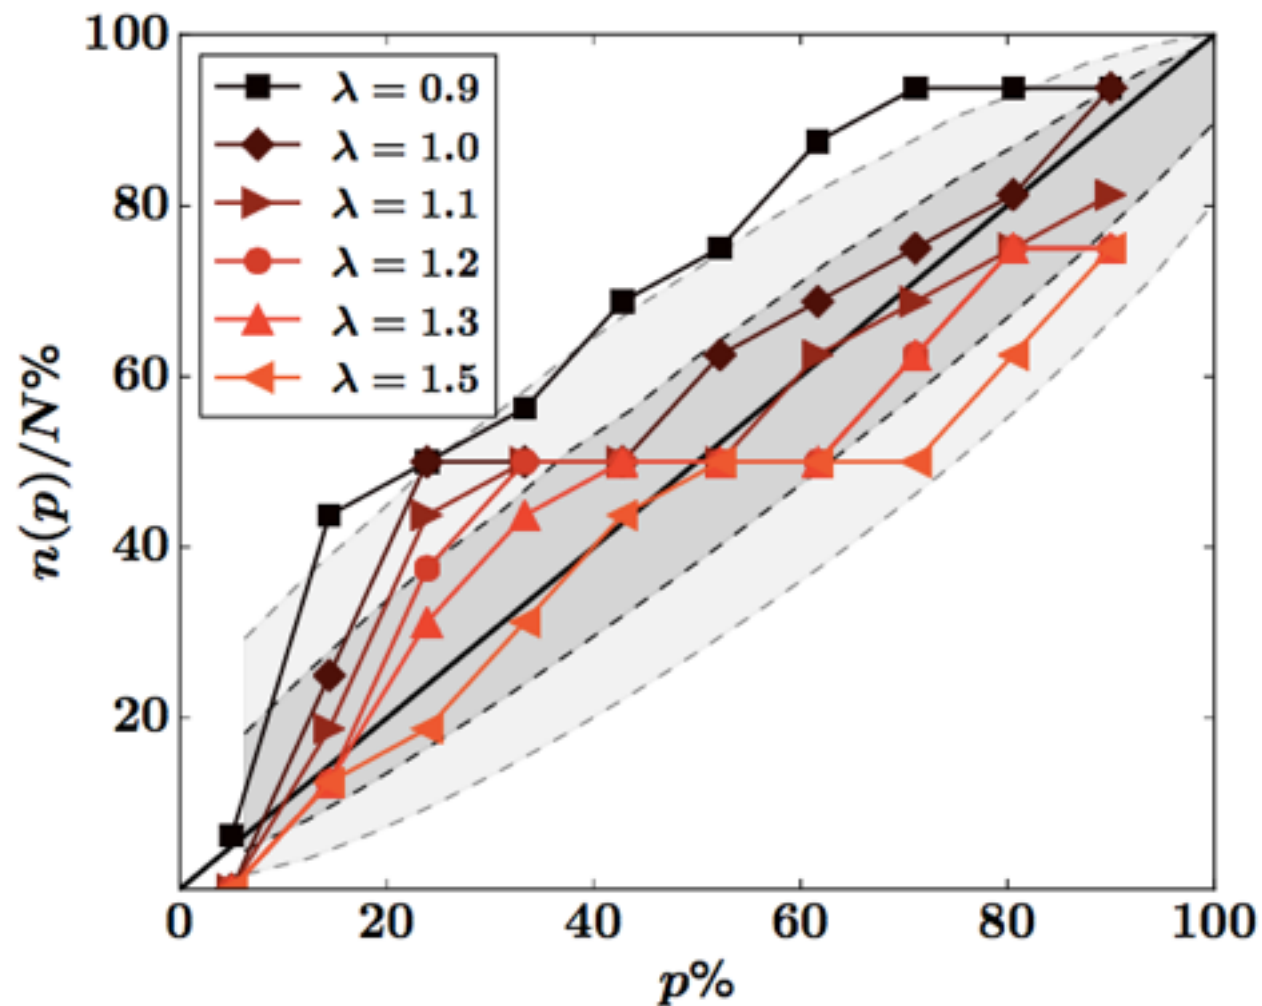 100
80
60
40
20
n(p)/N%
λ = 0.9
λ = 1.0
λ = 1.1
λ = 1.2
λ = 1.3
λ = 1.5
0 20 40 60 80 100
p%